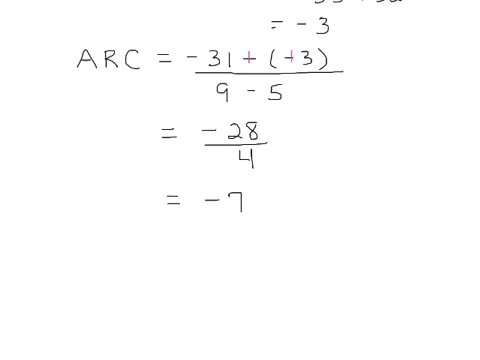 = - 3
ARC = - 31 + (+3)
9 - 5
= - 28
4
= - 7